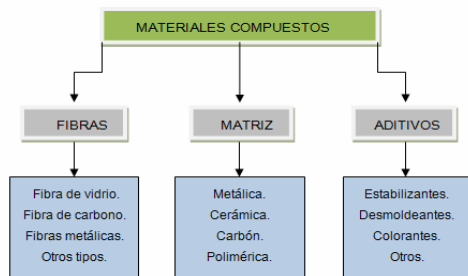 MATERIALES COMPUESTOS
FIBRAS
MATRIZ
ADITIVOS
Fibra de vidrio.
Fibra de carbono.
Fibras metálicas.
Otros tipos.
Metálica.
Cerámica.
Carbón.
Polimérica.
Estabilizantes.
Desmoldeantes.
Colorantes.
Otros.